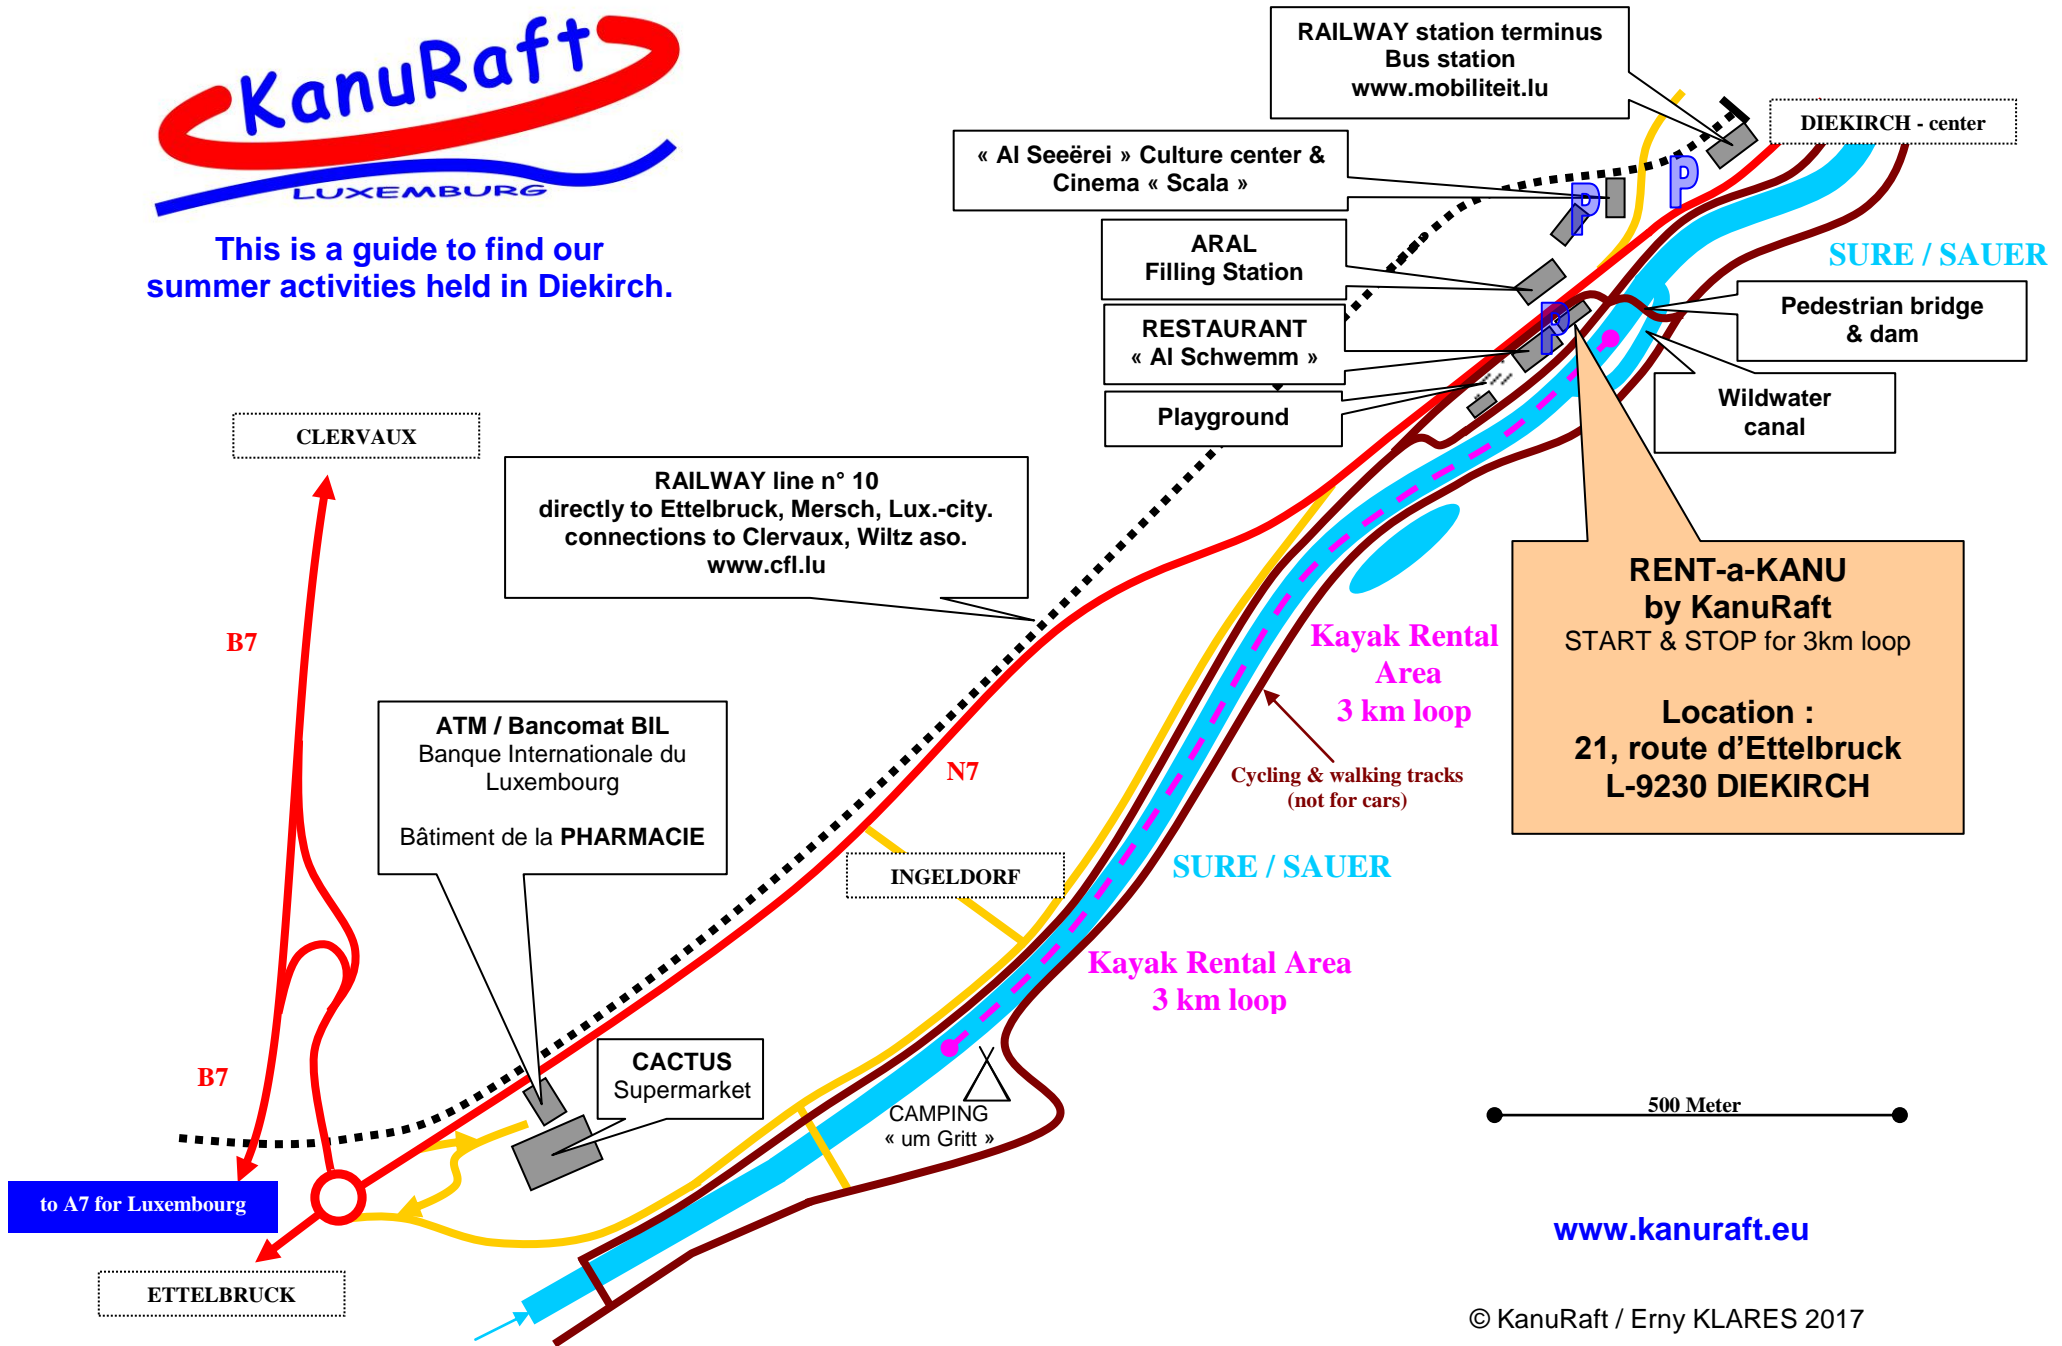 KanuRaft
LUXEMBURG
This is a guide to find our
summer activities held in Diekirch.
RAILWAY station terminus
Bus station
www.mobiliteit.lu
DIEKIRCH - center
« Al Seeërei » Culture center &
Cinema « Scala »
P
P
ARAL
Filling Station
SURE / SAUER
RESTAURANT
« Al Schwemm »
P
Pedestrian bridge
& dam
Playground
Wildwater
canal
CLERVAUX
RAILWAY line n° 10
directly to Ettelbruck, Mersch, Lux.-city.
connections to Clervaux, Wiltz aso.
www.cfl.lu
RENT-a-KANU
by KanuRaft
START & STOP for 3km loop
Location :
21, route d'Ettelbruck
L-9230 DIEKIRCH
B7
Kayak Rental
Area
3 km loop
ATM / Bancomat BIL
Banque Internationale du
Luxembourg
Bâtiment de la PHARMACIE
N7
Cycling & walking tracks
(not for cars)
INGELDORF
SURE / SAUER
Kayak Rental Area
3 km loop
B7
CACTUS
Supermarket
CAMPING
« um Gritt »
500 Meter
to A7 for Luxembourg
ETTELBRUCK
www.kanuraft.eu
© KanuRaft / Erny KLARES 2017